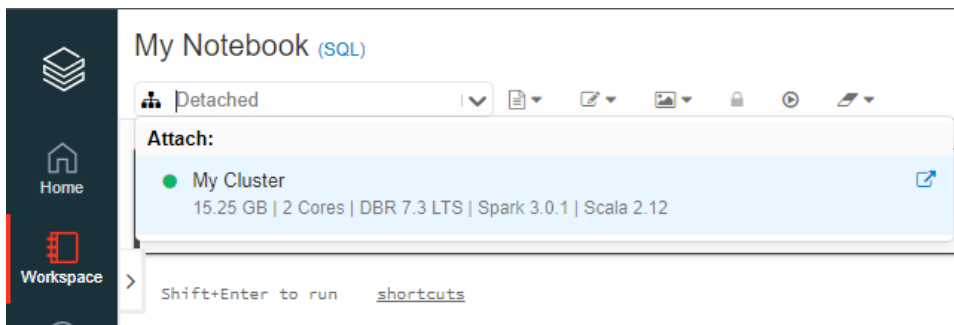 My Notebook (SQL)
Detached
Attach:
My Cluster
15.25 GB | 2 Cores | DBR 7.3 LTS | Spark 3.0.1 | Scala 2.12
Home
Workspace
Shift+Enter to run shortcuts